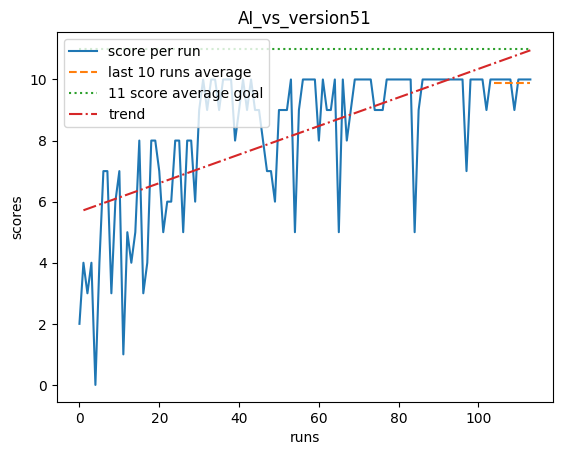 AI_vs_version51
score per run
last 10 runs average
11 score average goal
trend
scores
10
8
6
4
2
0
0 20 40 60 80 100
runs